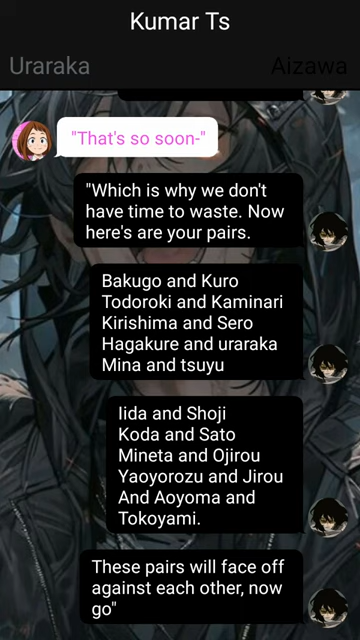 Kumar Ts
Uraraka
Aizawa
"That's so soon-"
"Which is why we don't
have time to waste. Now
here's are your pairs.
Bakugo and Kuro
Todoroki and Kaminari
Kirishima and Sero
Hagakure and uraraka
Mina and tsuyu
Iida and Shoji
Koda and Sato
Mineta and Ojirou
Yaoyorozu and Jirou
And Aoyoma and
Tokoyami.
These pairs will face off
against each other, now
go"